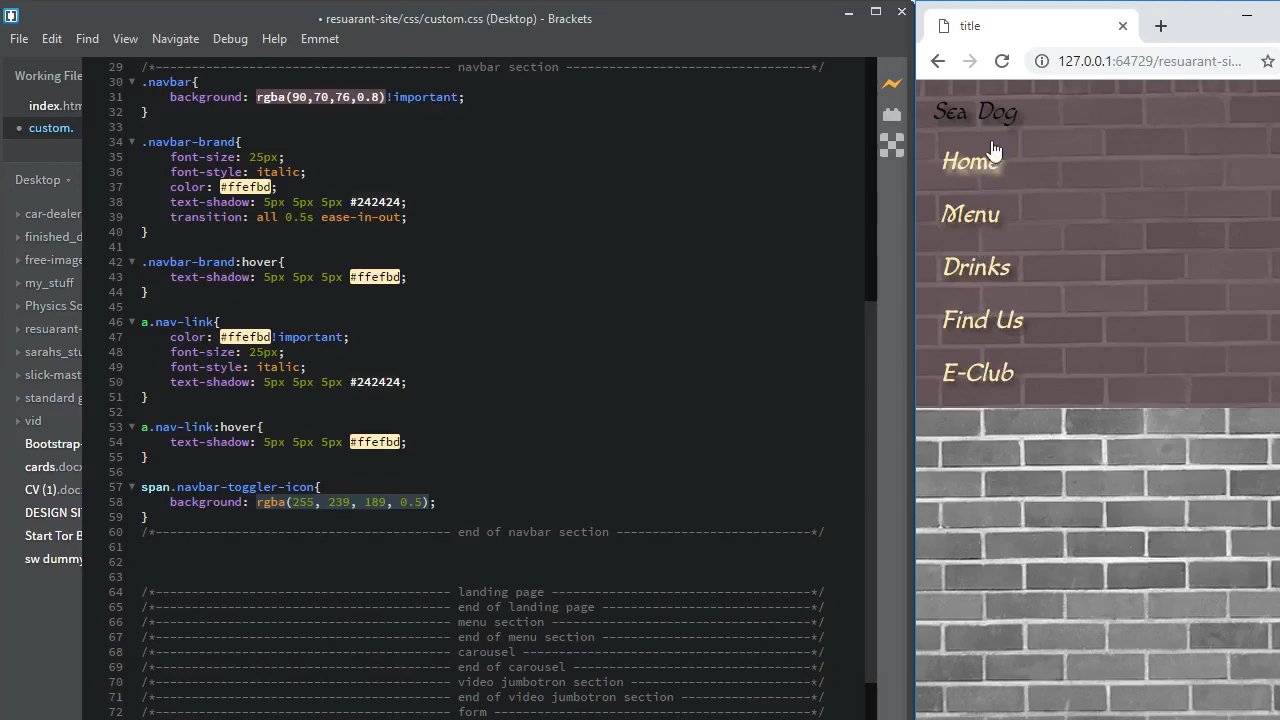 • resuarant-site/css/custom.css (Desktop) - Brackets
File Edit Find View Navigate Debug Help Emmet
Working File
index.htm
custom.
Desktop
car-dealer
finished_d
free-image
my_stuff
Physics So
resuarant-
sarahs_stu
slick-mast
standard g
vid
Bootstrap-
cards.docx
CV (1).docx
DESIGN SIT
Start Tor B
sw dummy
29 /*----------------------------------------- navbar section ---------------------------*/
30 .navbar{
31 background: rgba(90,70,76,0.8)!important;
32 }
33
34 .navbar-brand{
35 font-size: 25px;
36 font-style: italic;
37 color: #ffefbd;
38 text-shadow: 5px 5px 5px #242424;
39 transition: all 0.5s ease-in-out;
40 }
41
42 .navbar-brand:hover{
43 text-shadow: 5px 5px 5px #ffefbd;
44 }
45
46 a.nav-link{
47 color: #ffefbd!important;
48 font-size: 25px;
49 font-style: italic;
50 text-shadow: 5px 5px 5px #242424;
51 }
52
53 a.nav-link:hover{
54 text-shadow: 5px 5px 5px #ffefbd;
55 }
56
57 span.navbar-toggler-icon{
58 background: rgba(255, 239, 189, 0.5);
59 }
60 /*----------------------------------------- end of navbar section ---------------------------*/
61
62
63
64 /*----------------------------------------- landing page ---------------------------*/
65 /*----------------------------------------- end of landing page ---------------------------*/
66 /*----------------------------------------- menu section ---------------------------*/
67 /*----------------------------------------- end of menu section ---------------------------*/
68 /*----------------------------------------- carousel ---------------------------*/
69 /*----------------------------------------- end of carousel ---------------------------*/
70 /*----------------------------------------- video jumbotron section ---------------------------*/
71 /*----------------------------------------- end of video jumbotron section ---------------------------*/
72 /*----------------------------------------- form ---------------------------*/
title
127.0.0.1:64729/resuarant-si...
Sea Dog
Home
Menu
Drinks
Find Us
E-Club